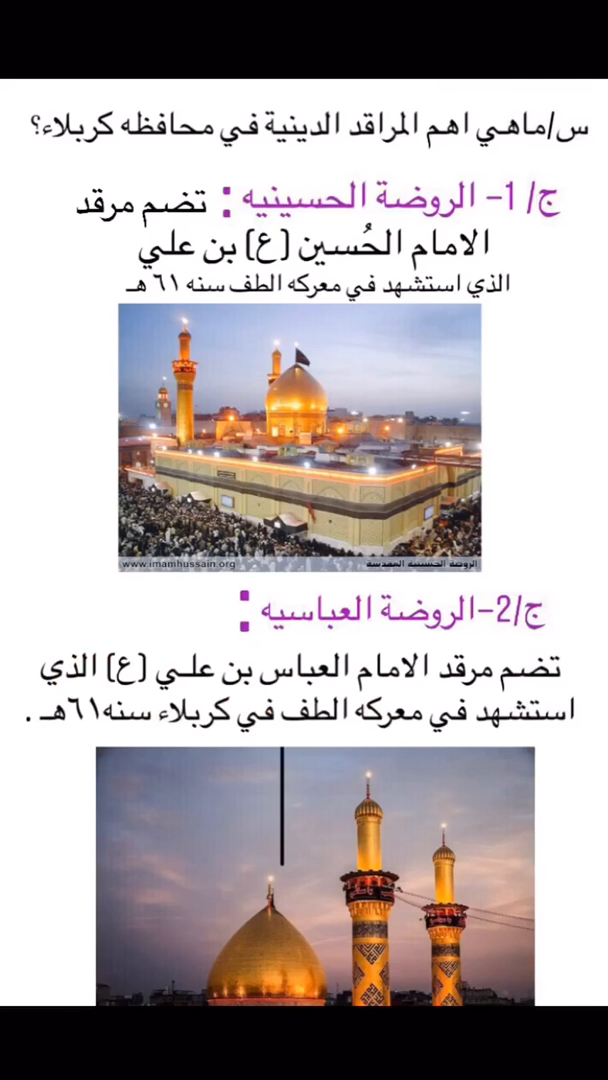 س/ماهي اهم المراقد الدينية في محافظه كربلاء؟
ج/ 1- الروضة الحسينيه : تضم مرقد
الامام الحُسين (ع) بن علي
الذي استشهد في معركه الطف سنه ٦١ هـ
www.imamhussain.org
الروضة الحسينية المقدسة
ج/2-الروضة العباسيه :
تضم مرقد الامام العباس بن علي (ع) الذي
استشهد في معركه الطف في كربلاء سنه٦١هـ .